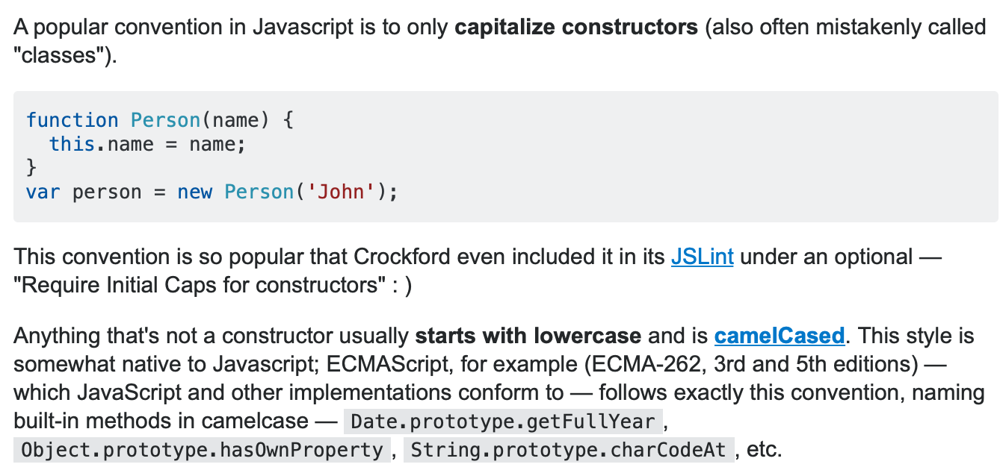 A popular convention in Javascript is to only capitalize constructors (also often mistakenly called
"classes").
function Person(name) {
  this.name = name;
}
var person = new Person('John');
This convention is so popular that Crockford even included it in its JSLint under an optional —
"Require Initial Caps for constructors" : )
Anything that's not a constructor usually starts with lowercase and is camelCased. This style is
somewhat native to Javascript; ECMAScript, for example (ECMA-262, 3rd and 5th editions) —
which JavaScript and other implementations conform to — follows exactly this convention, naming
built-in methods in camelcase — Date.prototype.getFullYear ,
Object.prototype.hasOwnProperty , String.prototype.charCodeAt , etc.